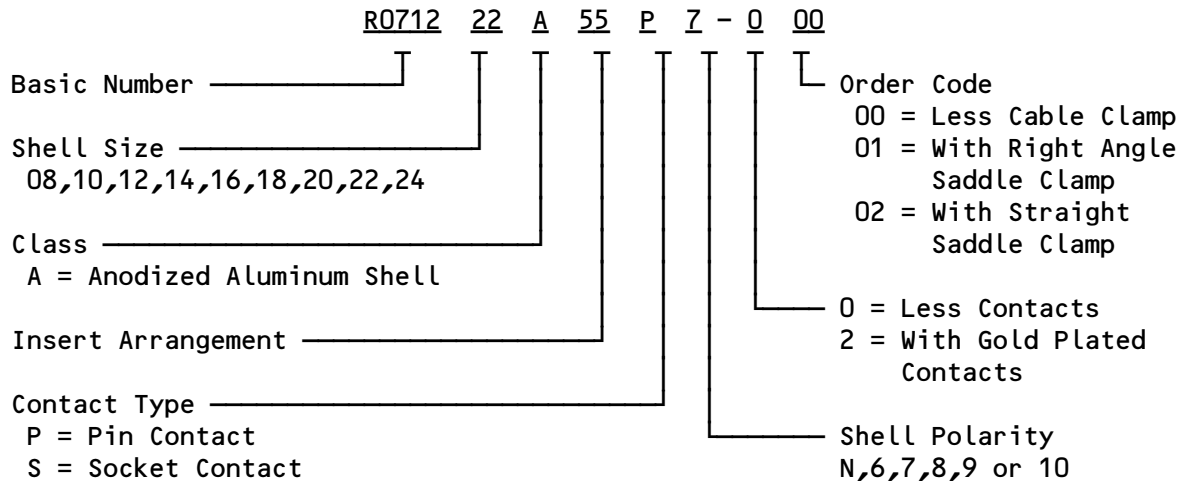 R0712 22 A 55 P 7 - 0 00
Basic Number
Shell Size
08,10,12,14,16,18,20,22,24
Class
A = Anodized Aluminum Shell
Insert Arrangement
Contact Type
P = Pin Contact
S = Socket Contact
Order Code
00 = Less Cable Clamp
01 = With Right Angle
Saddle Clamp
02 = With Straight
Saddle Clamp
0 = Less Contacts
2 = With Gold Plated
Contacts
Shell Polarity
N,6,7,8,9 or 10